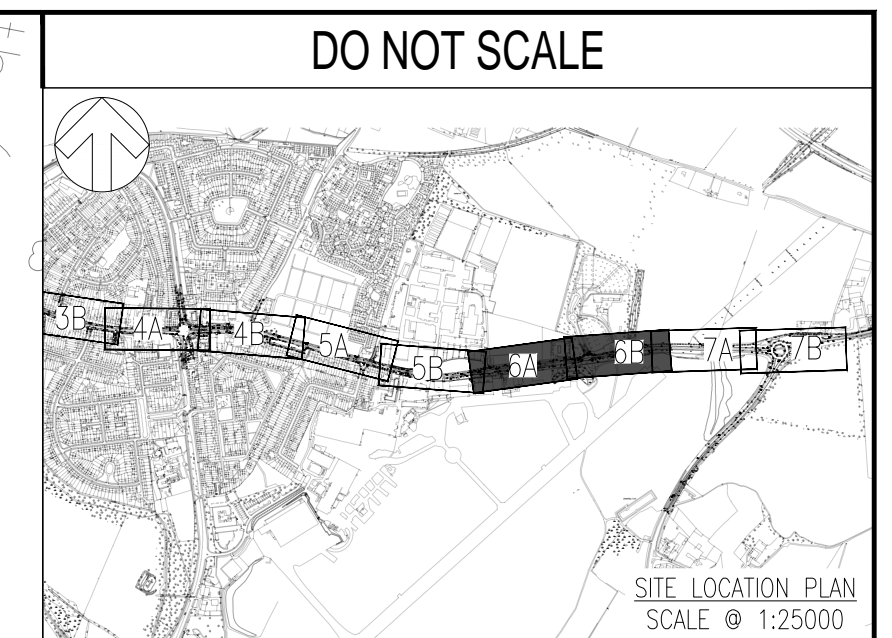 DO NOT SCALE
3B
4A
4B
5A
5B
6A
6B
7A
7B
SITE LOCATION PLAN
SCALE @ 1:25000